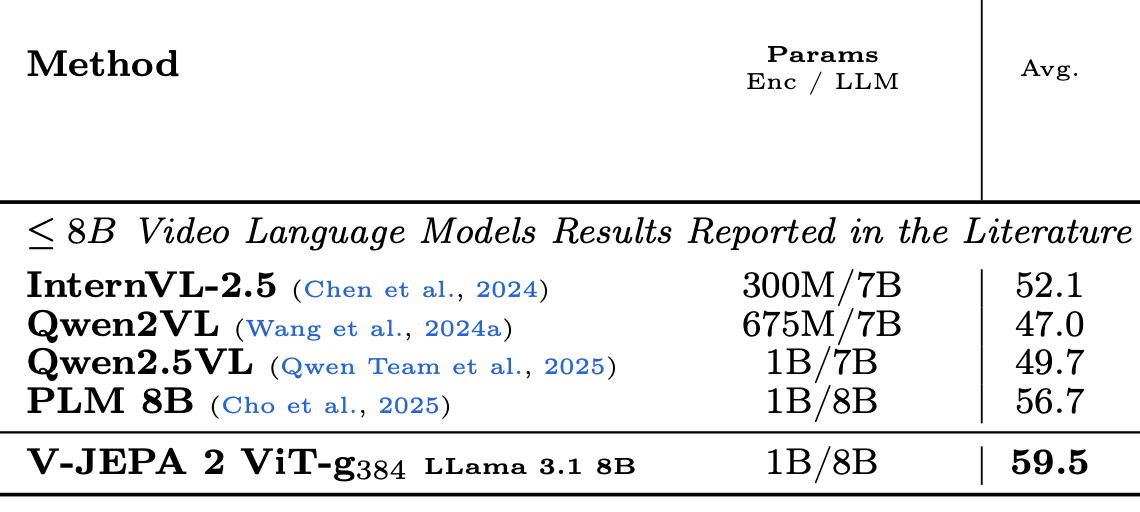 Method Params Avg.
Enc / LLM
≤ 8B Video Language Models Results Reported in the Literature
InternVL-2.5 (Chen et al., 2024) 300M/7B 52.1
Qwen2VL (Wang et al., 2024a) 675M/7B 47.0
Qwen2.5VL (Qwen Team et al., 2025) 1B/7B 49.7
PLM 8B (Cho et al., 2025) 1B/8B 56.7
V-JEPA 2 ViT-g384 LLama 3.1 8B 1B/8B 59.5